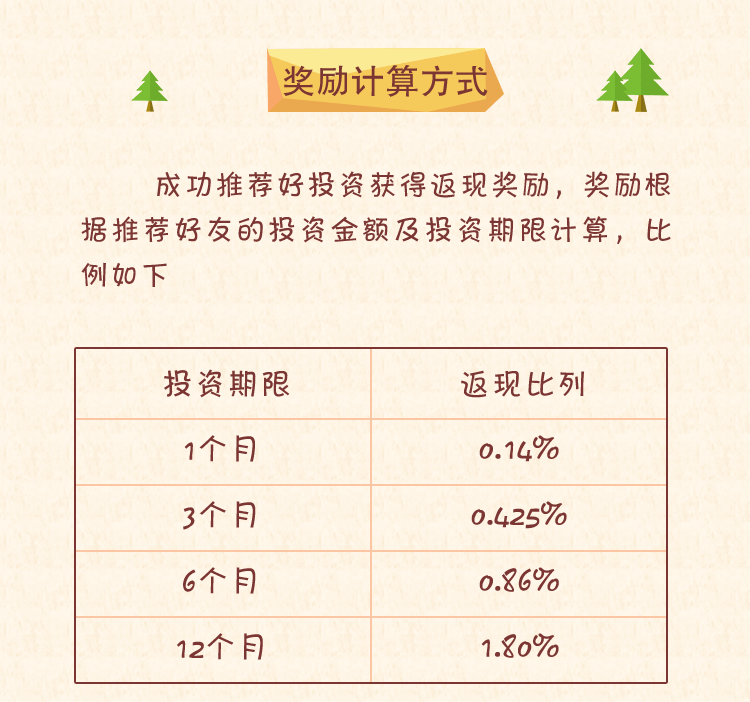 奖励计算方式
成功推荐好投资获得返现奖励，奖励根
据推荐好友的投资金额及投资期限计算，比
例如下
投资期限 返现比列
1个月 0.14%
3个月 0.425%
6个月 0.86%
12个月 1.80%